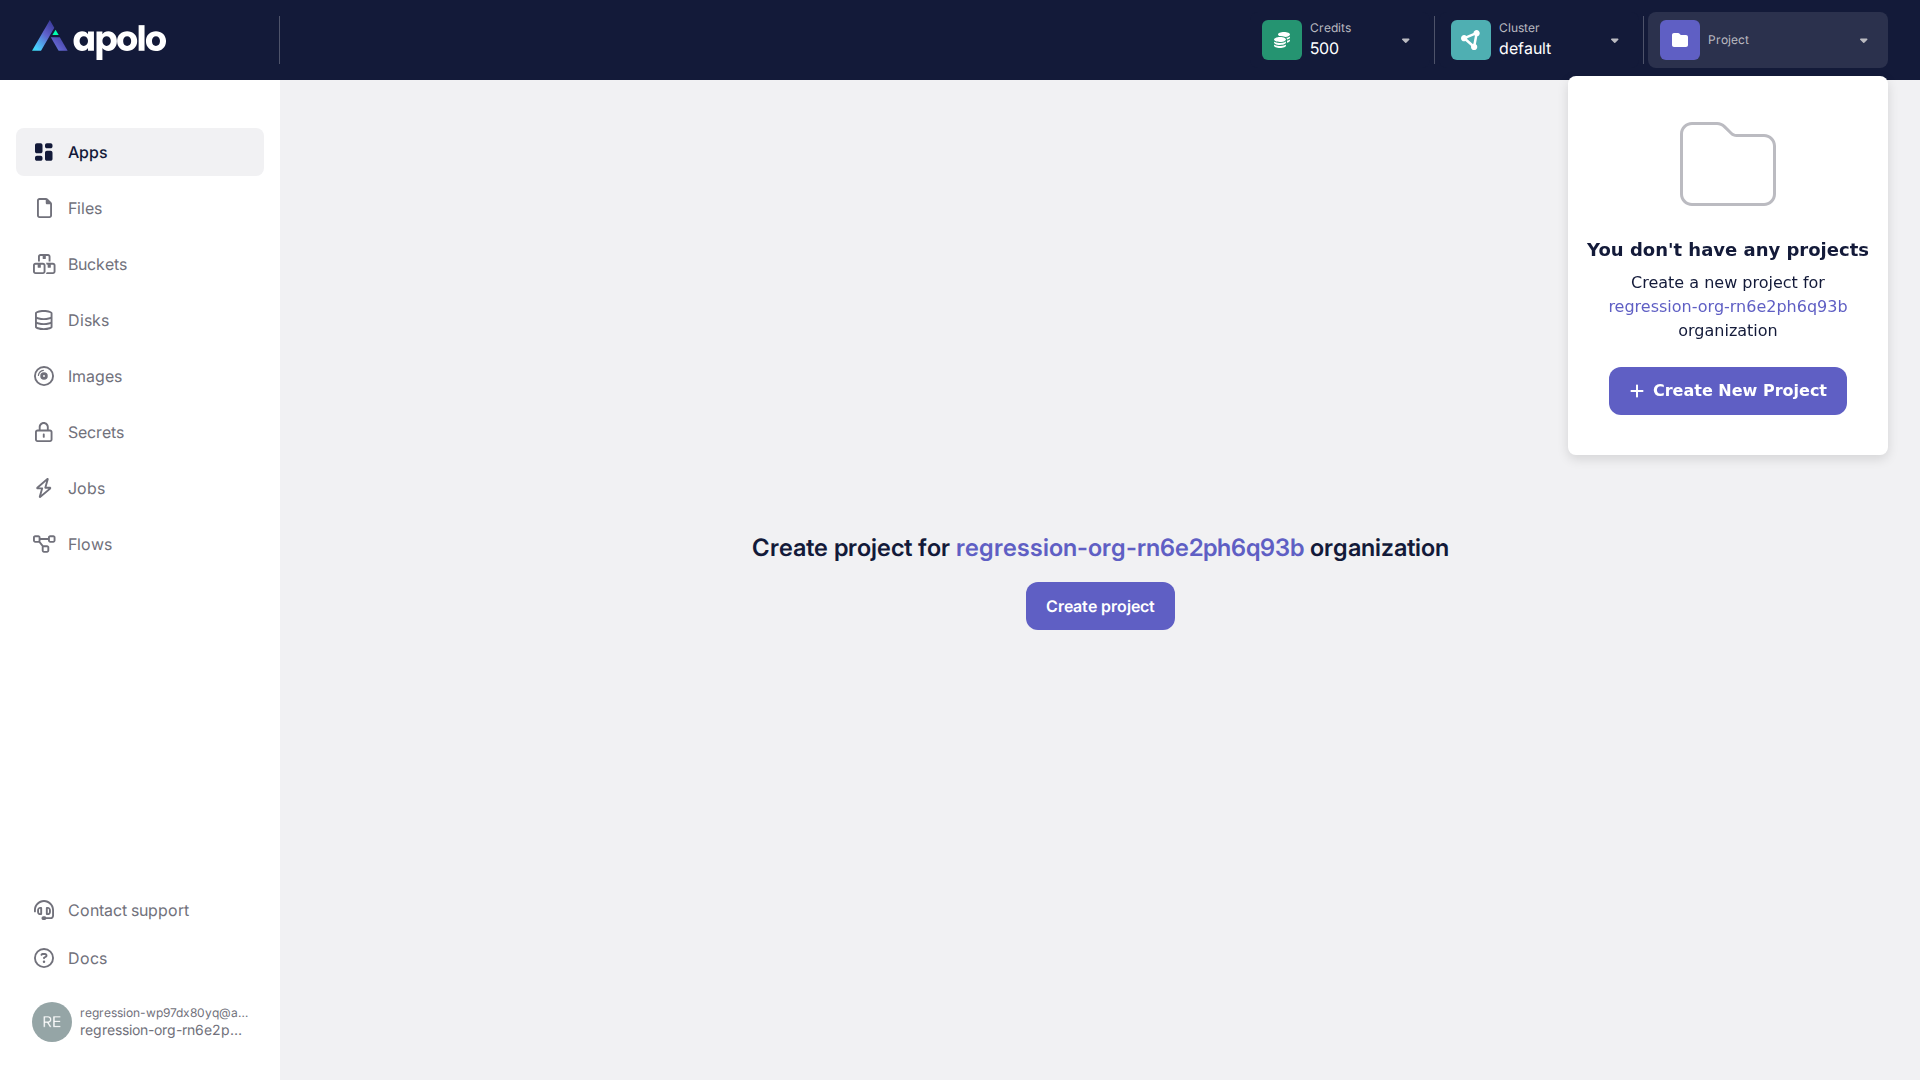 apolo
Credits
500
Cluster
default
Project
Apps
Files
Buckets
Disks
Images
Secrets
Jobs
Flows
You don't have any projects
Create a new project for
regression-org-rn6e2ph6q93b
organization
+ Create New Project
Create project for regression-org-rn6e2ph6q93b organization
Create project
Contact support
Docs
RE
regression-wp97dx80yq@a...
regression-org-rn6e2p...